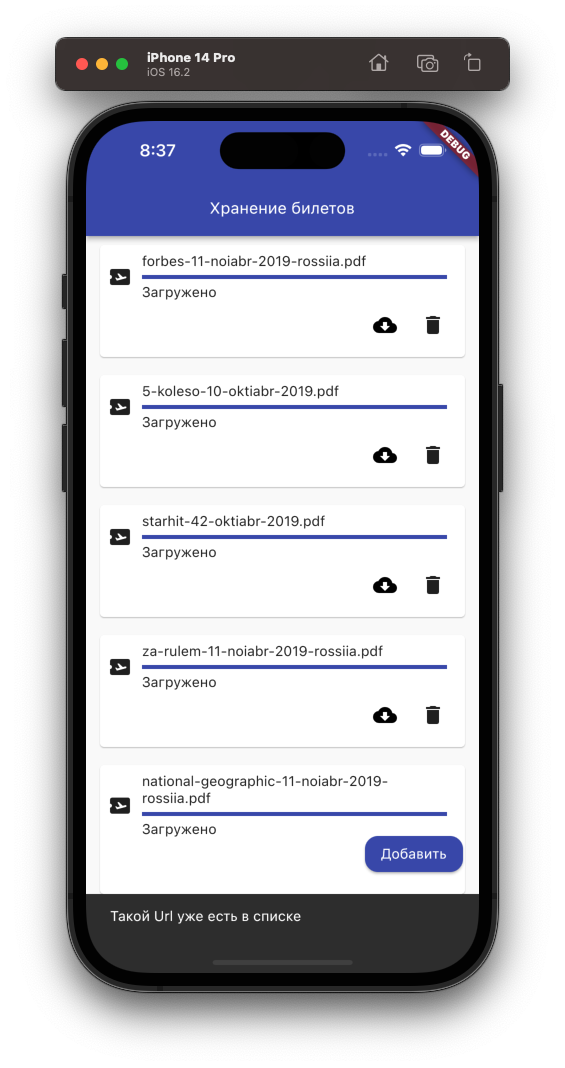 iPhone 14 Pro
iOS 16.2
8:37
DEBUG
Хранение билетов
forbes-11-noiabr-2019-rossiia.pdf
Загружено
5-koleso-10-oktiabr-2019.pdf
Загружено
starhit-42-oktiabr-2019.pdf
Загружено
za-rulem-11-noiabr-2019-rossiia.pdf
Загружено
national-geographic-11-noiabr-2019-
rossiia.pdf
Загружено
Добавить
Такой Url уже есть в списке